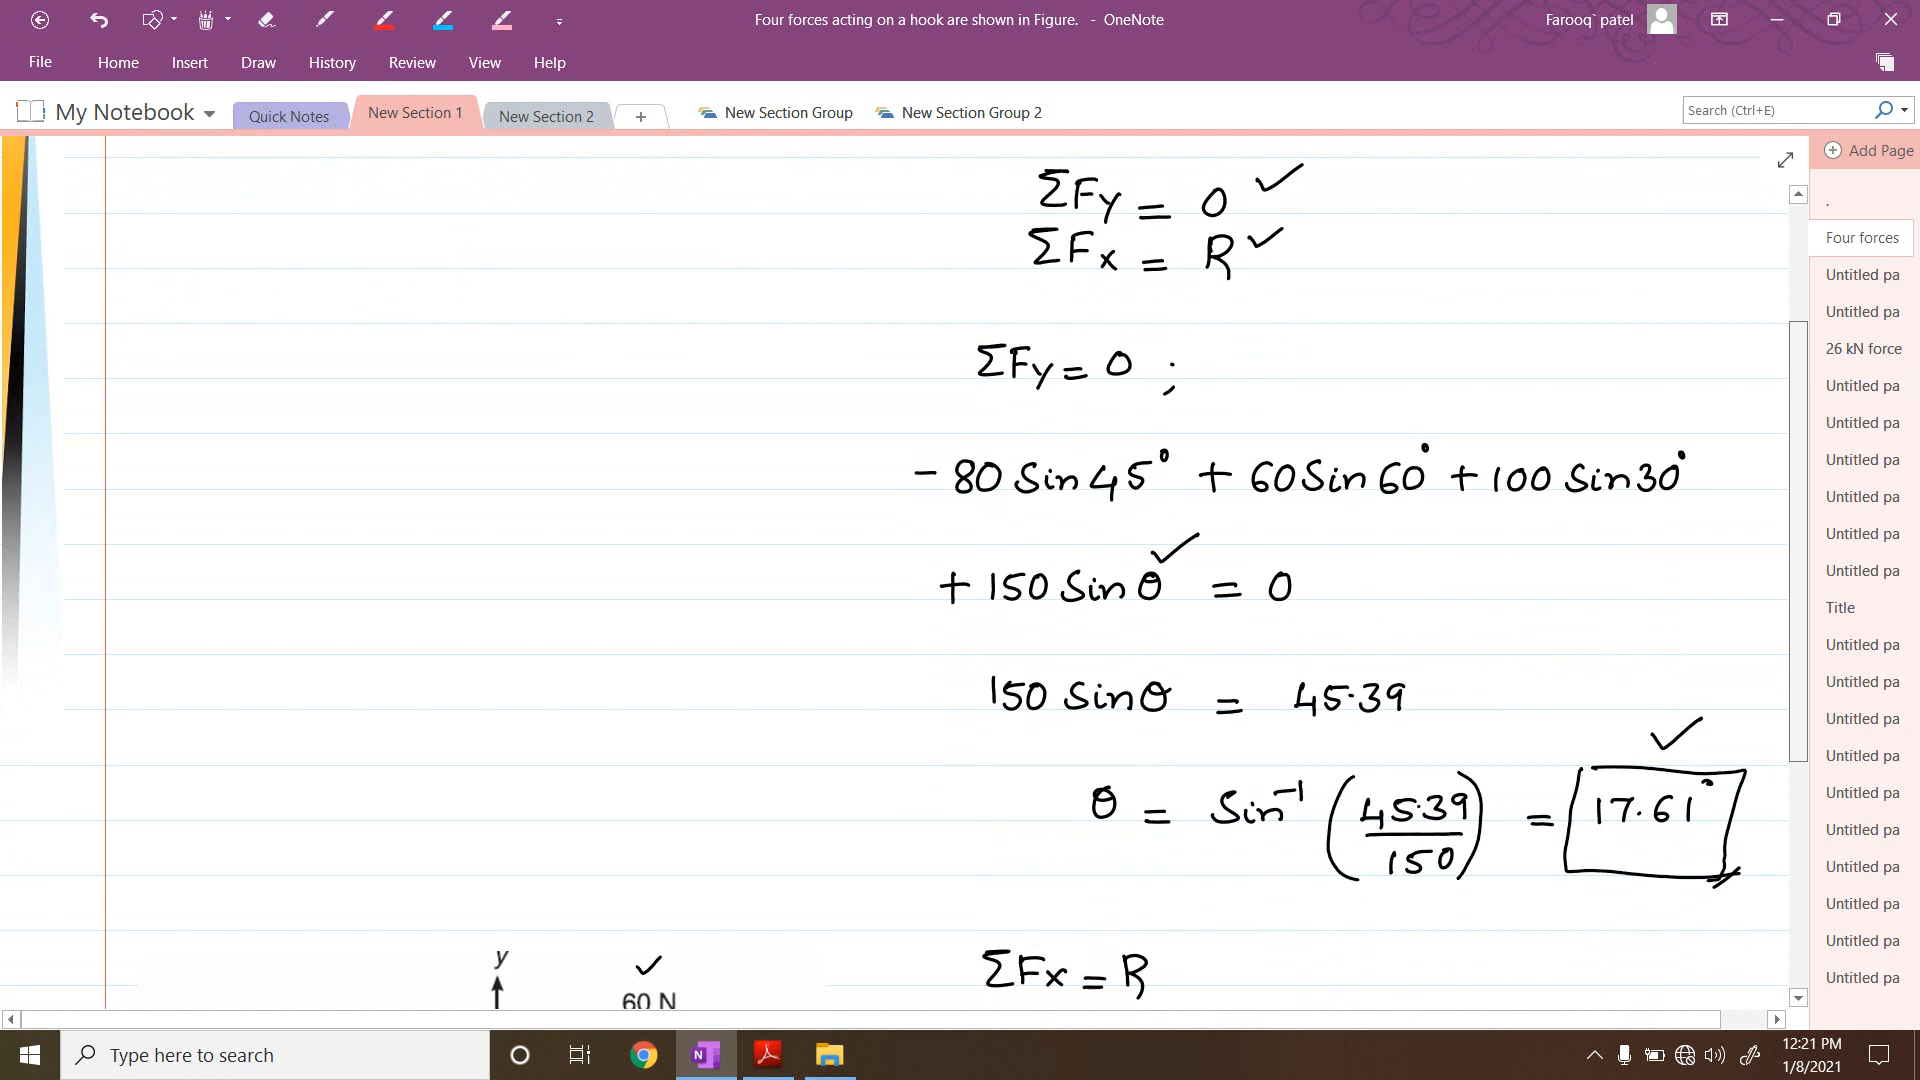 Four forces acting on a hook are shown in Figure. - OneNote
Farooq` patel
File Home Insert Draw History Review View Help
My Notebook
Quick Notes
New Section 1
New Section 2
+
New Section Group
New Section Group 2
Search (Ctrl+E)
Add Page
.
Four forces
Untitled pa
Untitled pa
26 kN force
Untitled pa
Untitled pa
Untitled pa
Untitled pa
Untitled pa
Untitled pa
Title
Untitled pa
Untitled pa
Untitled pa
Untitled pa
Untitled pa
Untitled pa
Untitled pa
Untitled pa
Untitled pa
Untitled pa
ΣFy = 0 ✓
ΣFx = R ✓
ΣFy = 0 ;
- 80 Sin 45° + 60 Sin 60° + 100 Sin 30°
+ 150 Sin θ ✓ = 0
150 Sin θ = 45.39
θ = Sin⁻¹ (45.39/150) = 17.61° ✓
y ✓
60 N
ΣFx = R
Type here to search
12:21 PM
1/8/2021